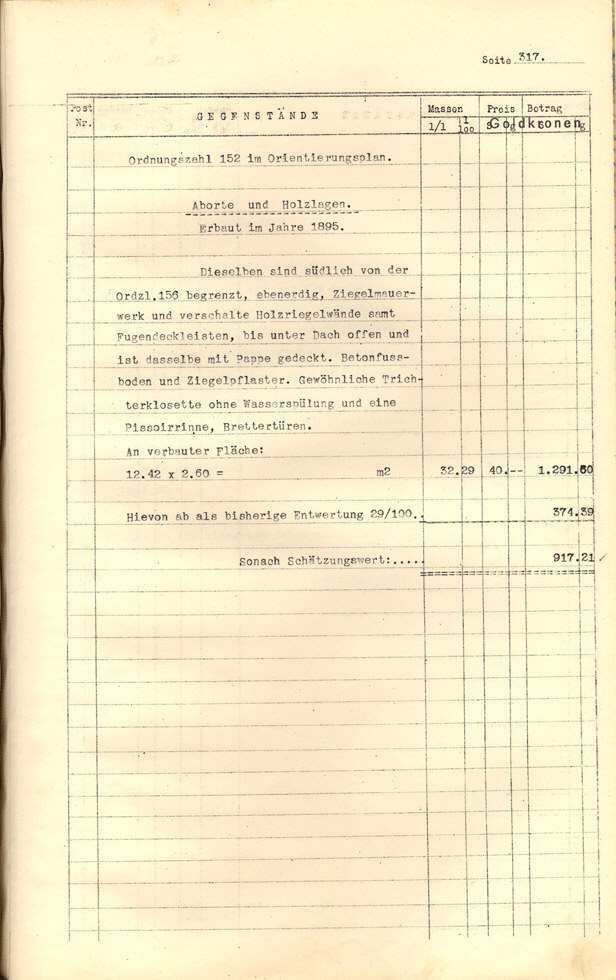 Seite 317.
Post Nr. GEGENSTÄNDE Massen Preis Betrag
1/1 1/100 Goldkronen
Ordnungszahl 152 im Orientierungsplan.
Aborte und Holzlagen.
Erbaut im Jahre 1895.
Dieselben sind südlich von der
Ordzl.156 begrenzt, ebenerdig, Ziegelmauer-
werk und verschalte Holzriegelwände samt
Fugendeckleisten, bis unter Dach offen und
ist dasselbe mit Pappe gedeckt. Betonfuss-
boden und Ziegelpflaster. Gewöhnliche Trich-
terklosette ohne Wasserspülung und eine
Pissoirrinne, Brettertüren.
An verbauter Fläche:
12.42 x 2.60 = m2 32.29 40.-- 1.291.60
Hievon ab als bisherige Entwertung 29/100.. 374.39
Sonach Schätzungswert:..... 917.21